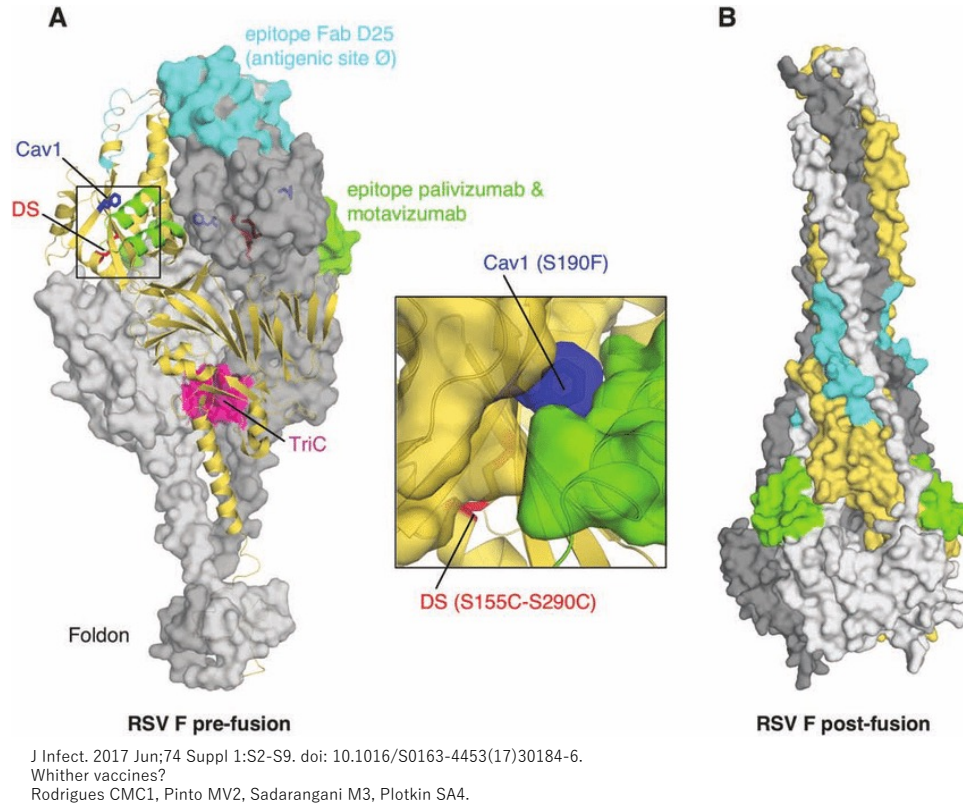 A
epitope Fab D25
(antigenic site Ø)
Cav1
DS
epitope palivizumab &
motavizumab
Cav1 (S190F)
TriC
DS (S155C-S290C)
Foldon
RSV F pre-fusion
B
RSV F post-fusion
J Infect. 2017 Jun;74 Suppl 1:S2-S9. doi: 10.1016/S0163-4453(17)30184-6.
Whither vaccines?
Rodrigues CMC1, Pinto MV2, Sadarangani M3, Plotkin SA4.